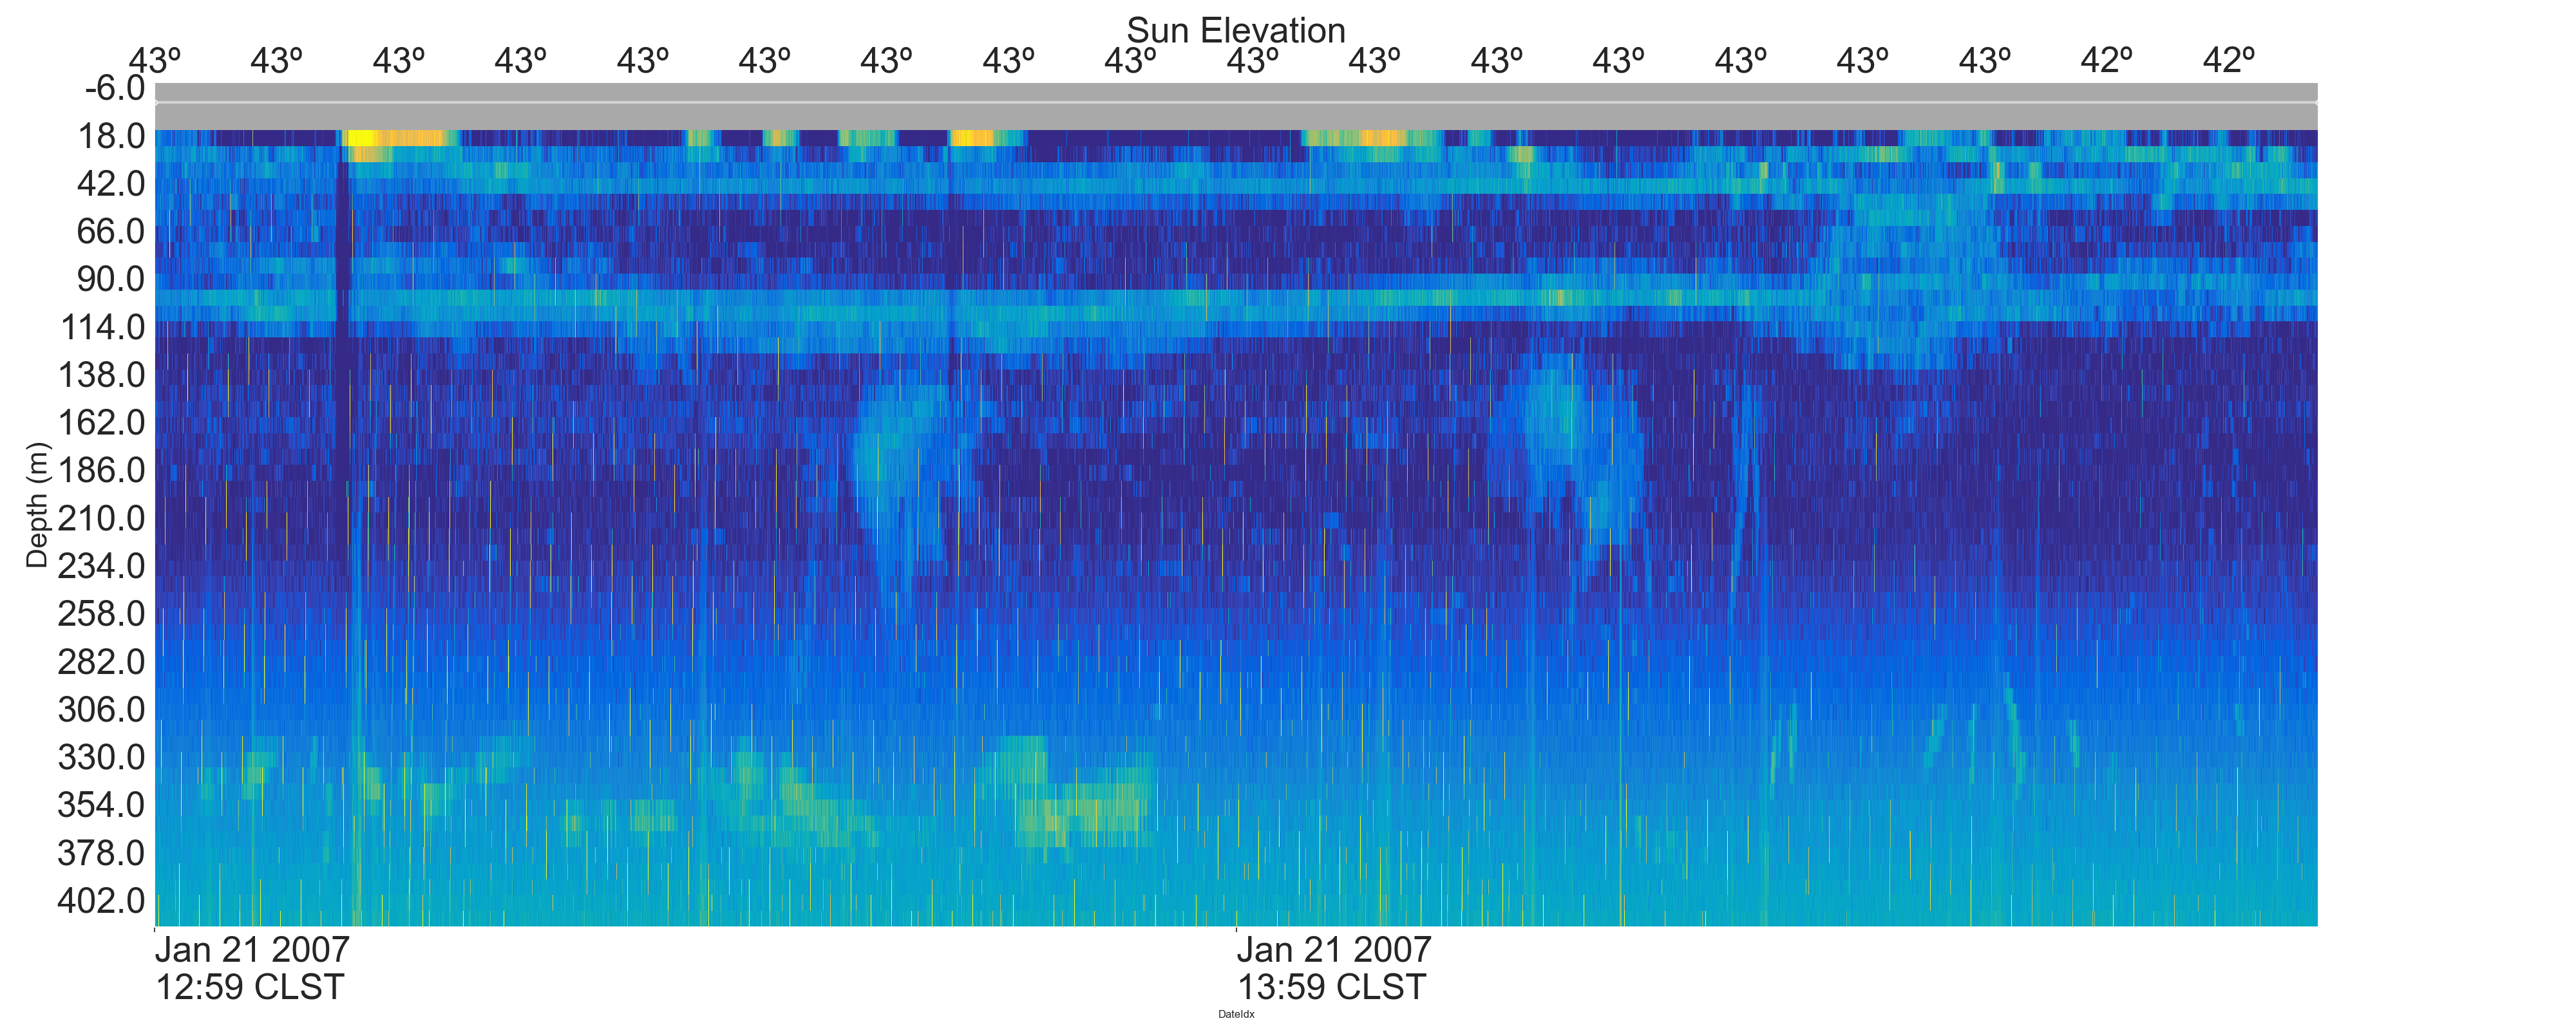 Sun Elevation
43º 43º 43º 43º 43º 43º 43º 43º 43º 43º 43º 43º 43º 43º 43º 43º 42º 42º
-6.0
18.0
42.0
66.0
90.0
114.0
138.0
162.0
186.0
210.0
234.0
258.0
282.0
306.0
330.0
354.0
378.0
402.0
Depth (m)
Jan 21 2007
12:59 CLST
Jan 21 2007
13:59 CLST
DateIdx